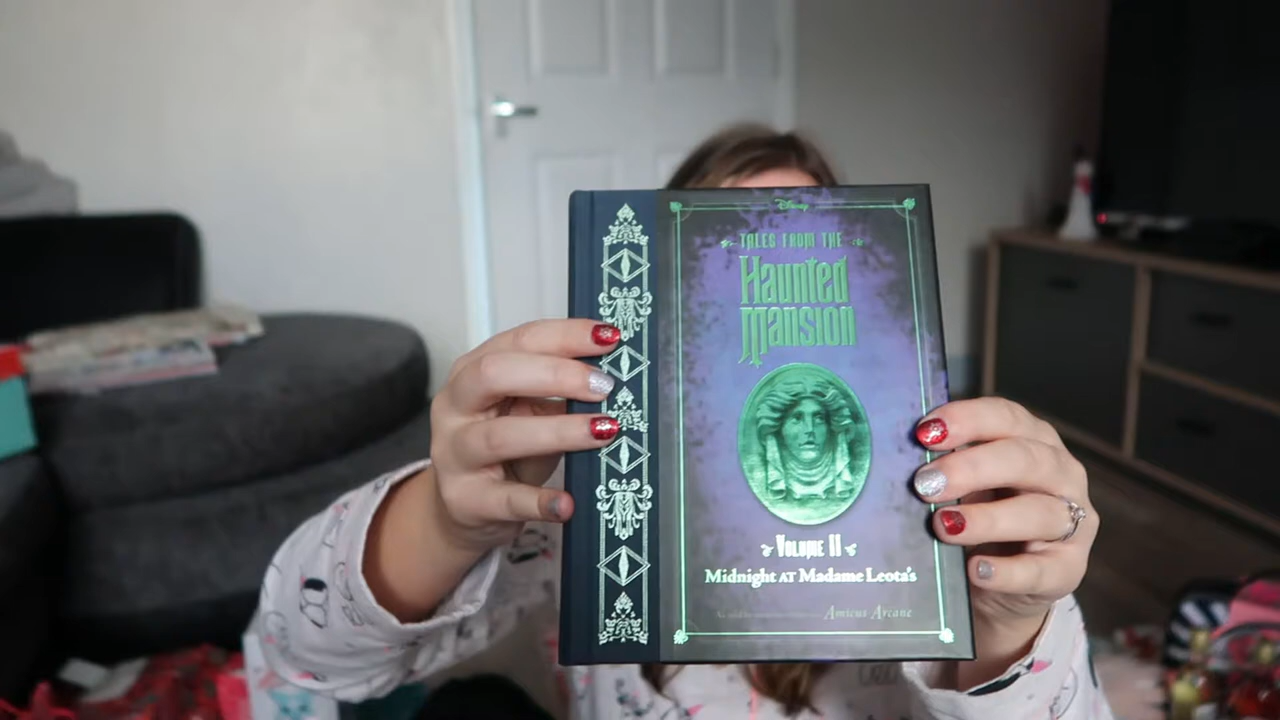 Disney
TALES FROM THE
Haunted
Mansion
VOLUME II
Midnight AT Madame Leota's
Amicus Arcane